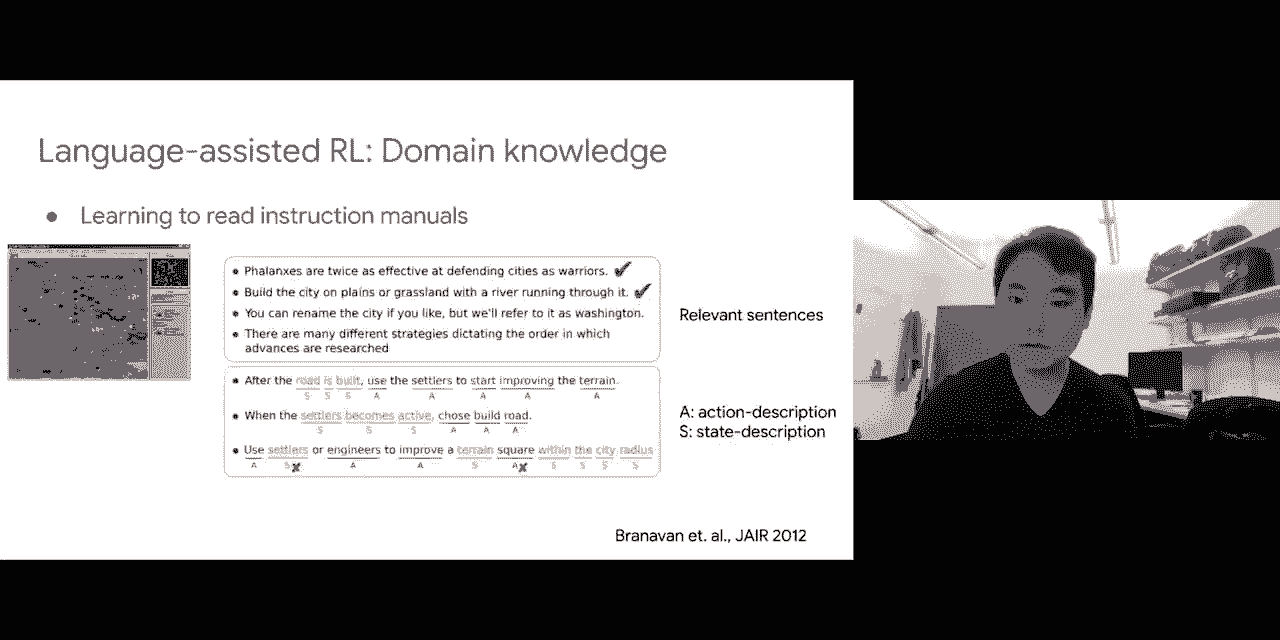 Language-assisted RL: Domain knowledge
● Learning to read instruction manuals
• Phalanxes are twice as effective at defending cities as warriors. ✔
• Build the city on plains or grassland with a river running through it. ✔
• You can rename the city if you like, but we'll refer to it as washington.
• There are many different strategies dictating the order in which
advances are researched
Relevant sentences
• After the road is built, use the settlers to start improving the terrain.
S S S A A A A A
• When the settlers becomes active, chose build road.
S S S A A A
• Use settlers or engineers to improve a terrain square within the city radius
A S✘ A A S A✘ S S S S
A: action-description
S: state-description
Branavan et. al., JAIR 2012